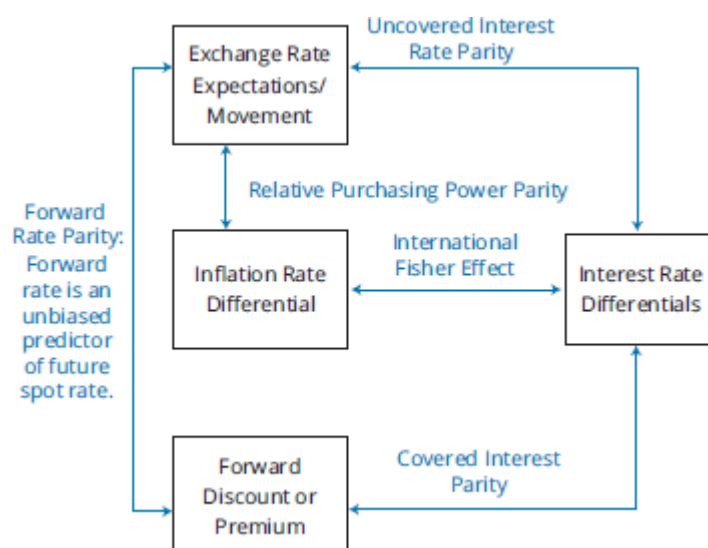 Uncovered Interest
Rate Parity
Exchange Rate
Expectations/
Movement
Relative Purchasing Power Parity
Forward
Rate Parity:
Forward
rate is an
unbiased
predictor
of future
spot rate.
Inflation Rate
Differential
International
Fisher Effect
Interest Rate
Differentials
Forward
Discount or
Premium
Covered Interest
Parity